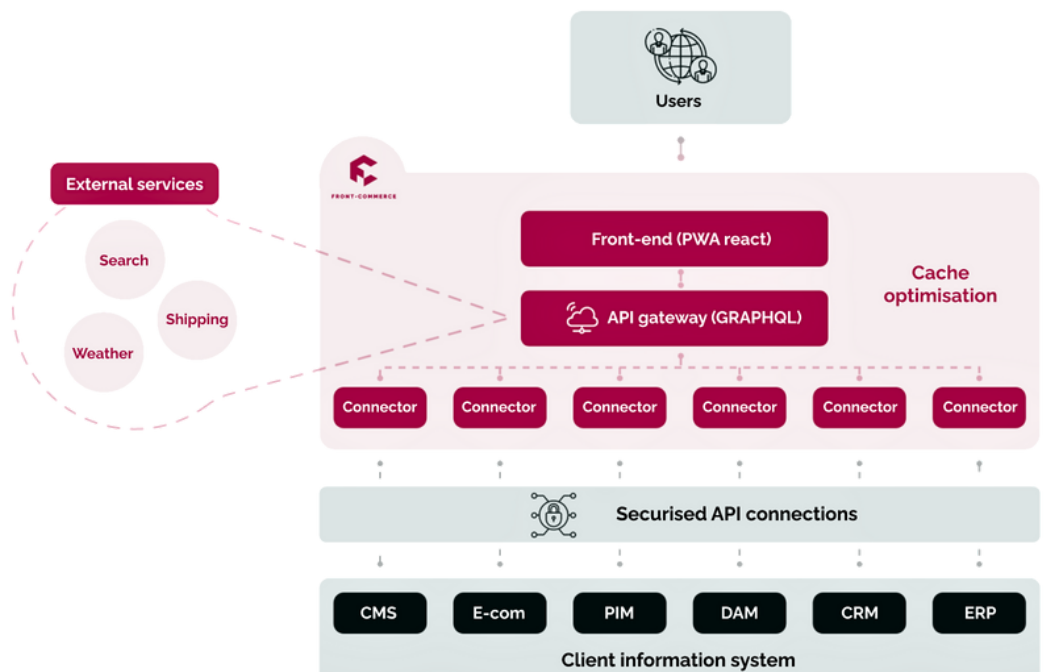 Users
External services
FRONT-COMMERCE
Front-end (PWA react)
Search
Cache
optimisation
Shipping
API gateway (GRAPHQL)
Weather
Connector Connector Connector Connector Connector Connector
Securised API connections
CMS E-com PIM DAM CRM ERP
Client information system